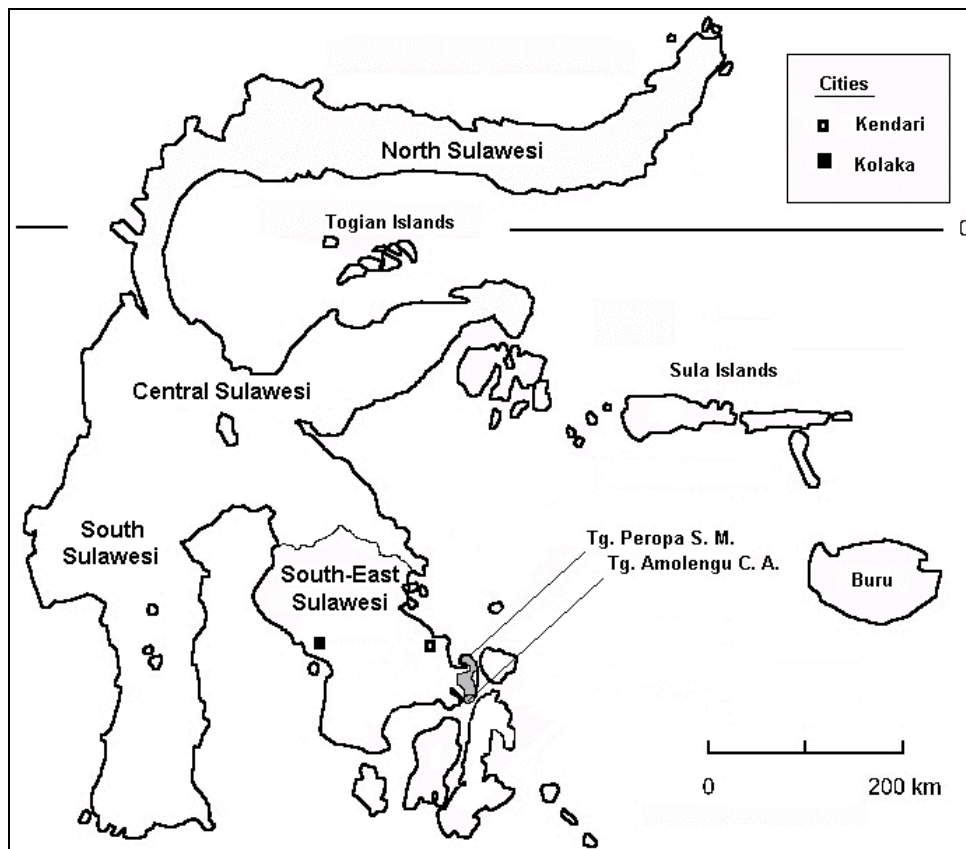 Cities
Kendari
Kolaka
North Sulawesi
Togian Islands
Central Sulawesi
Sula Islands
South
Sulawesi
Tg. Peropa S. M.
Tg. Amolengu C. A.
South-East
Sulawesi
Buru
0
200 km